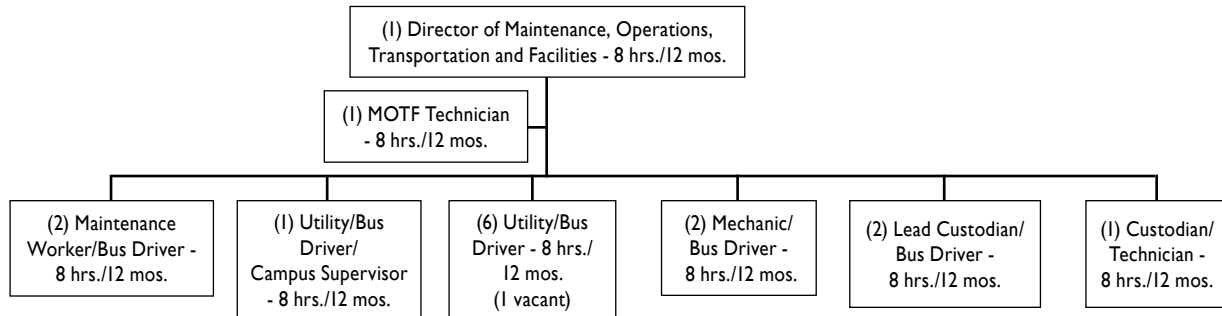 (1) Director of Maintenance, Operations,
Transportation and Facilities - 8 hrs./12 mos.
(1) MOTF Technician
- 8 hrs./12 mos.
(2) Maintenance
Worker/Bus Driver -
8 hrs./12 mos.
(1) Utility/Bus
Driver/
Campus Supervisor
- 8 hrs./12 mos.
(6) Utility/Bus
Driver - 8 hrs./
12 mos.
(1 vacant)
(2) Mechanic/
Bus Driver -
8 hrs./12 mos.
(2) Lead Custodian/
Bus Driver -
8 hrs./12 mos.
(1) Custodian/
Technician -
8 hrs./12 mos.